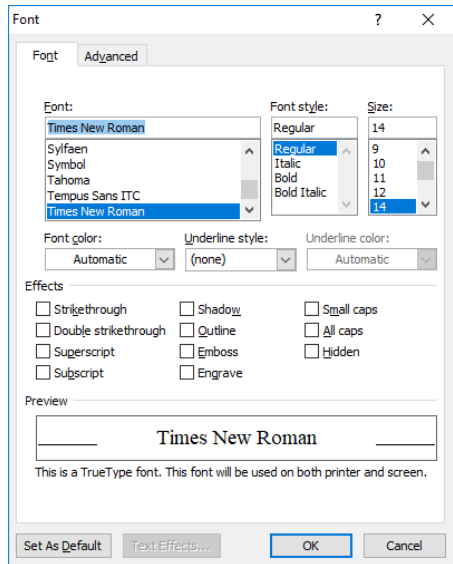 Font ? ×
Font Advanced
Font: Font style: Size:
Times New Roman Regular 14
Sylfaen Regular 9
Symbol Italic 10
Tahoma Bold 11
Tempus Sans ITC Bold Italic 12
Times New Roman 14
Font color: Underline style: Underline color:
Automatic (none) Automatic
Effects
Strikethrough Shadow Small caps
Double strikethrough Outline All caps
Superscript Emboss Hidden
Subscript Engrave
Preview
Times New Roman
This is a TrueType font. This font will be used on both printer and screen.
Set As Default Text Effects... OK Cancel